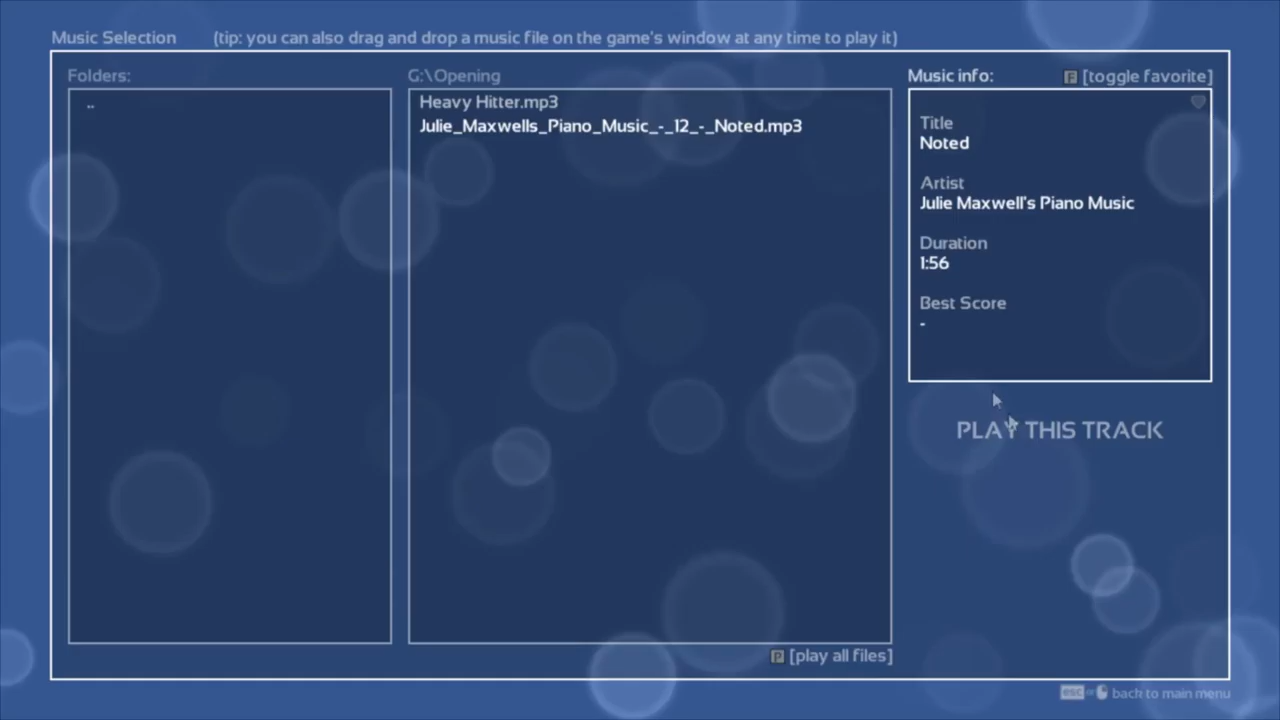 Music Selection (tip: you can also drag and drop a music file on the game's window at any time to play it)
Folders:
..
G:\Opening
Heavy Hitter.mp3
Julie_Maxwells_Piano_Music_-_12_-_Noted.mp3
P [play all files]
Music info:
F [toggle favorite]
Title
Noted
Artist
Julie Maxwell's Piano Music
Duration
1:56
Best Score
-
PLAY THIS TRACK
esc or back to main menu